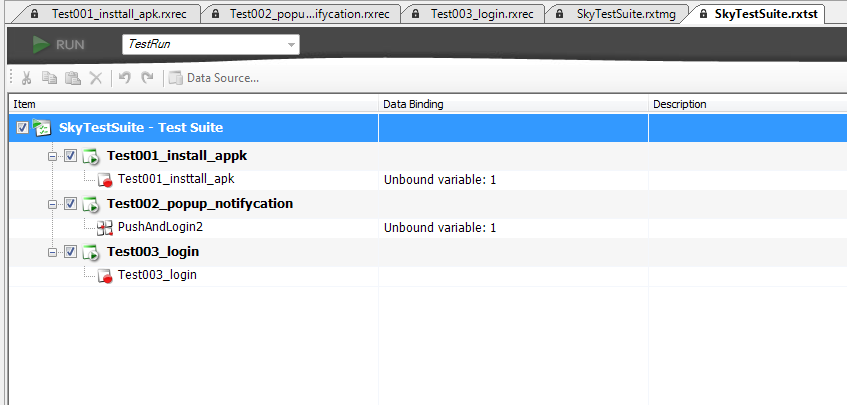 Test001_insttall_apk.rxrec Test002_popu...ifycation.rxrec Test003_login.rxrec SkyTestSuite.rxtmg SkyTestSuite.rxtst
RUN TestRun
Data Source...
Item Data Binding Description
SkyTestSuite - Test Suite
Test001_install_appk
Test001_insttall_apk Unbound variable: 1
Test002_popup_notifycation
PushAndLogin2 Unbound variable: 1
Test003_login
Test003_login